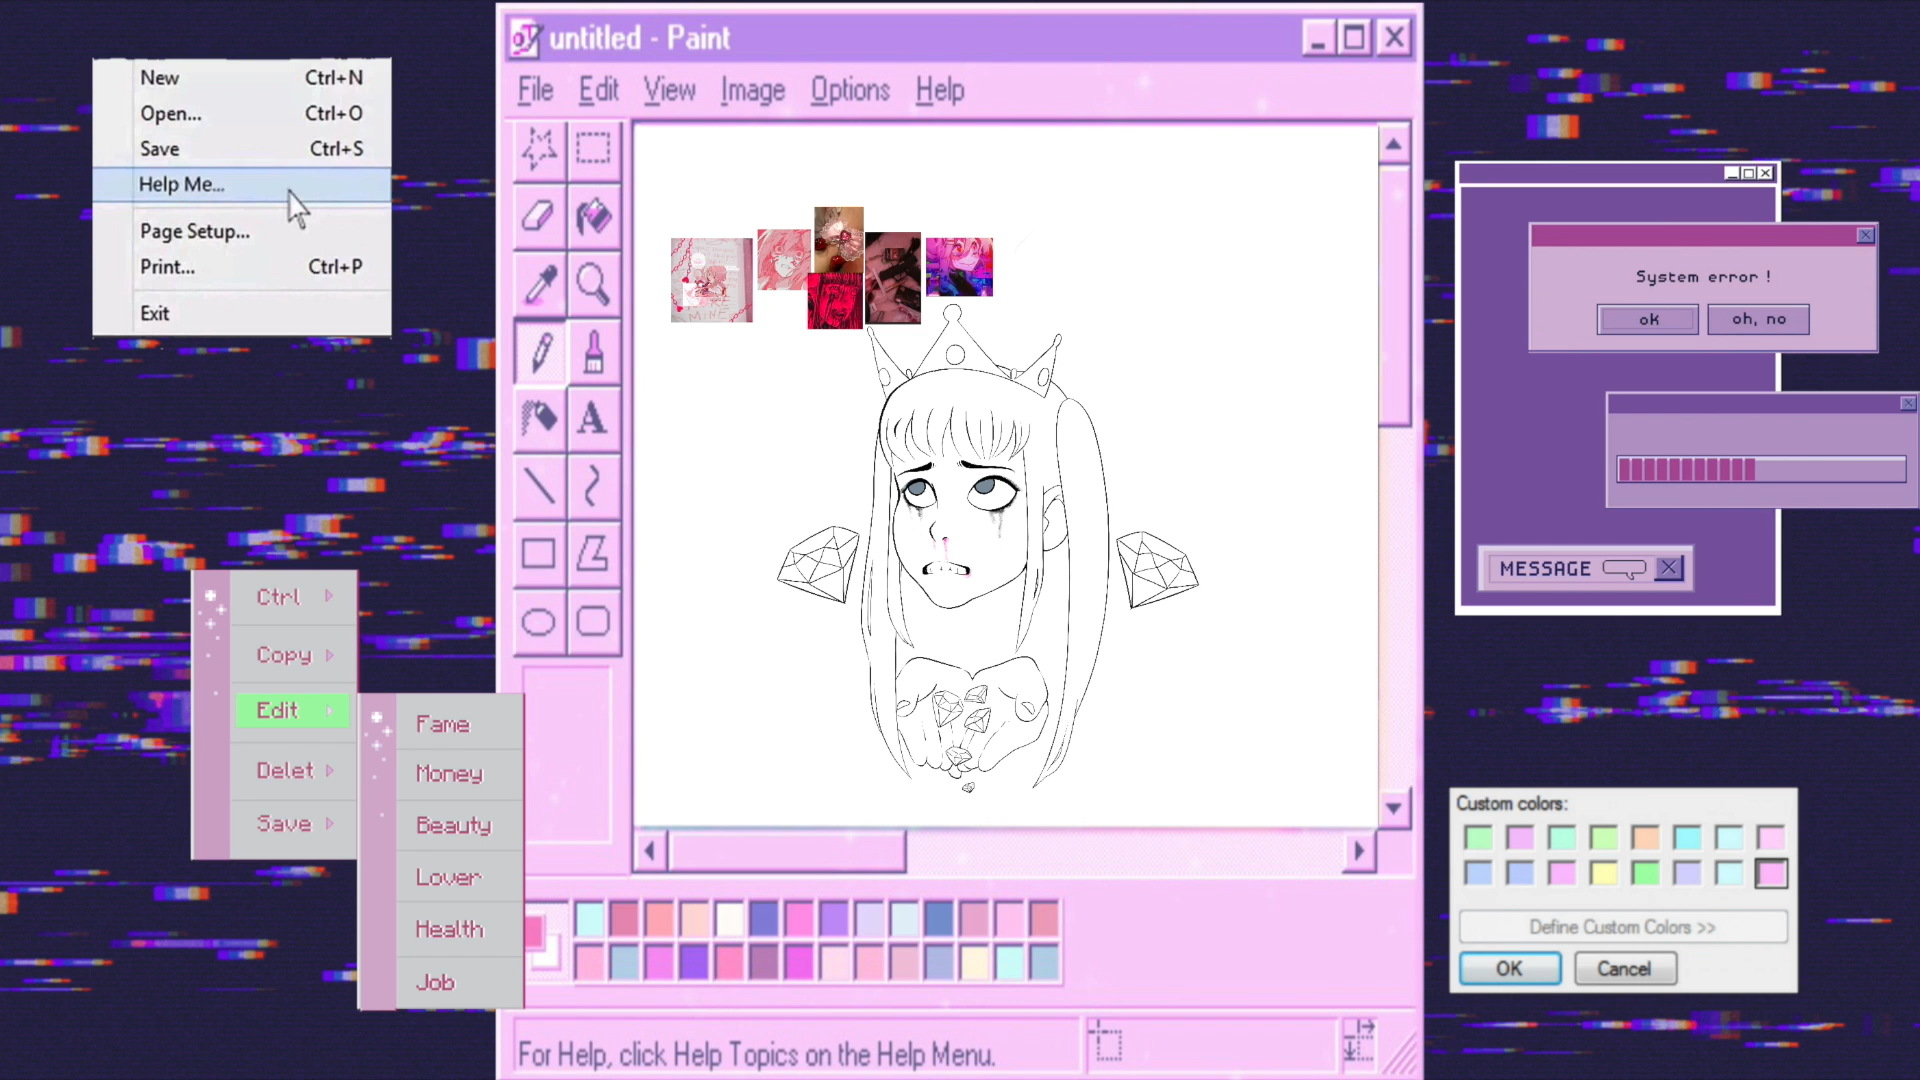 untitled - Paint
File Edit View Image Options Help
New Ctrl+N
Open... Ctrl+O
Save Ctrl+S
Help Me...
Page Setup...
Print... Ctrl+P
Exit
MINE
System error !
ok oh, no
MESSAGE
Ctrl
Copy
Edit
Delet
Save
Fame
Money
Beauty
Lover
Health
Job
A
Custom colors:
Define Custom Colors >>
OK Cancel
For Help, click Help Topics on the Help Menu.